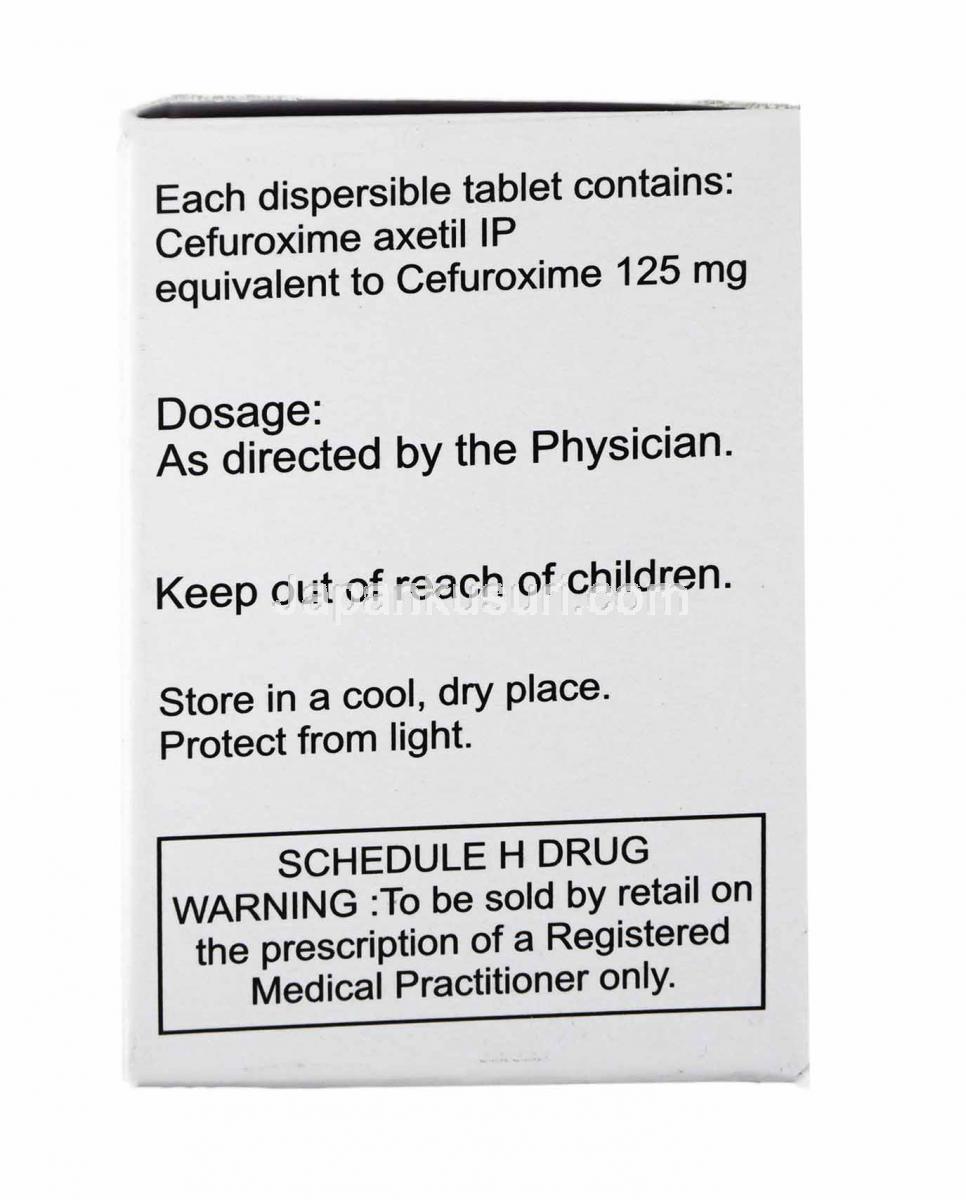 Each dispersible tablet contains:
Cefuroxime axetil IP
equivalent to Cefuroxime 125 mg
Dosage:
As directed by the Physician.
Keep out of reach of children.
Japankusuri.com
Store in a cool, dry place.
Protect from light.
SCHEDULE H DRUG
WARNING :To be sold by retail on
the prescription of a Registered
Medical Practitioner only.